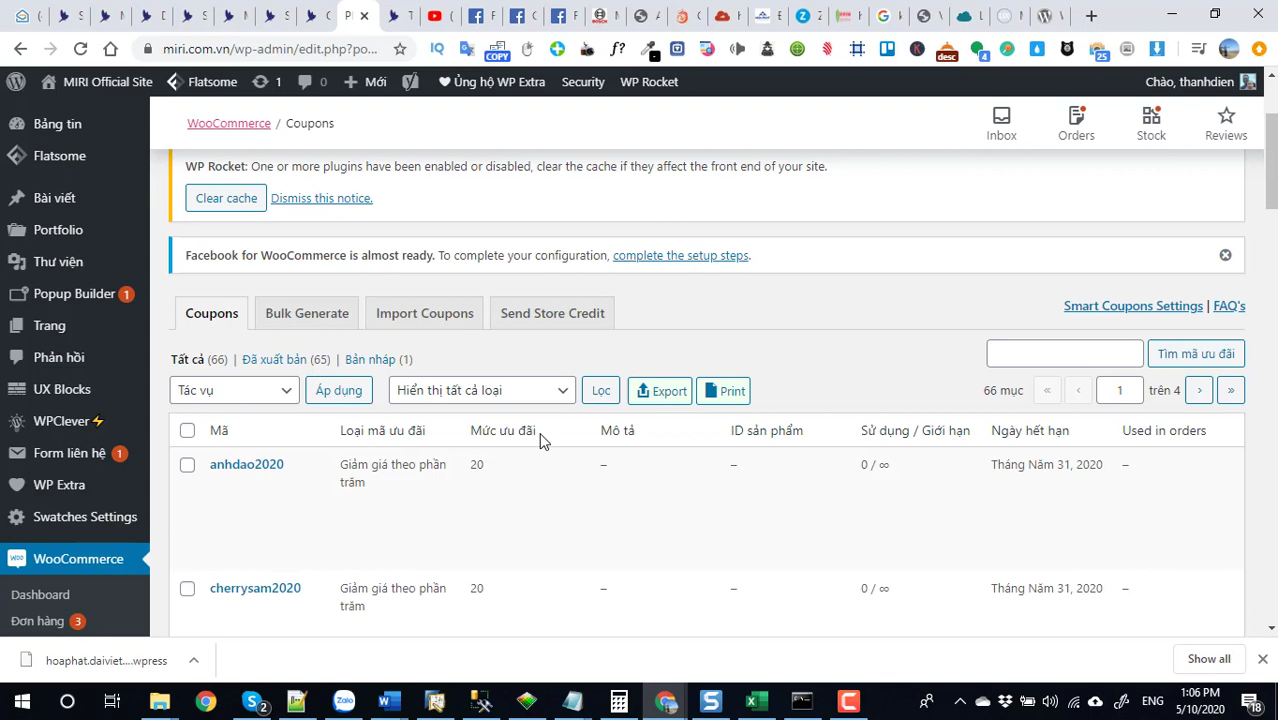 miri.com.vn/wp-admin/edit.php?po...
MIRI Official Site Flatsome 1 0 Mới Ủng hộ WP Extra Security WP Rocket Chào, thanhdien
Bảng tin
Flatsome
Bài viết
Portfolio
Thư viện
Popup Builder 1
Trang
Phản hồi
UX Blocks
WPClever
Form liên hệ 1
WP Extra
Swatches Settings
WooCommerce
Dashboard
Đơn hàng 3
WooCommerce / Coupons
Inbox Orders Stock Reviews
WP Rocket: One or more plugins have been enabled or disabled, clear the cache if they affect the front end of your site.
Clear cache Dismiss this notice.
Facebook for WooCommerce is almost ready. To complete your configuration, complete the setup steps.
Coupons Bulk Generate Import Coupons Send Store Credit Smart Coupons Settings | FAQ's
Tất cả (66) | Đã xuất bản (65) | Bản nháp (1) Tìm mã ưu đãi
Tác vụ Áp dụng Hiển thị tất cả loại Lọc Export Print 66 mục « ‹ 1 trên 4 › »
Mã Loại mã ưu đãi Mức ưu đãi Mô tả ID sản phẩm Sử dụng / Giới hạn Ngày hết hạn Used in orders
anhdao2020 Giảm giá theo phần 20 – – 0 / ∞ Tháng Năm 31, 2020 –
trăm
cherrysam2020 Giảm giá theo phần 20 – – 0 / ∞ Tháng Năm 31, 2020 –
trăm
hoaphat.daiviet....wpress Show all
ENG 1:06 PM
5/10/2020 18